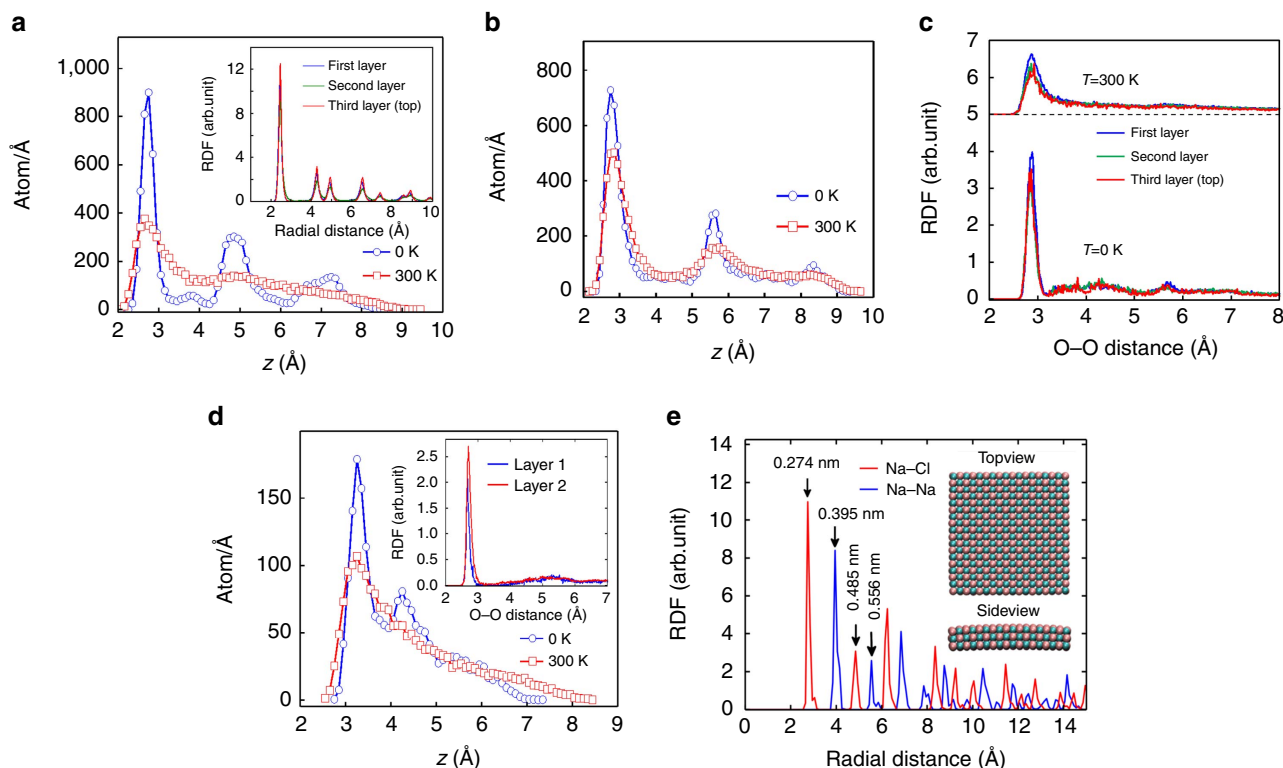 a
1,000
800
600
400
200
0
Atom/Å
2 3 4 5 6 7 8 9 10
z (Å)
0 K
300 K
12
8
4
0
RDF (arb.unit)
First layer
Second layer
Third layer (top)
2 4 6 8 10
Radial distance (Å)
b
800
600
400
200
0
Atom/Å
0 K
300 K
2 3 4 5 6 7 8 9 10
z (Å)
c
7
6
5
5
4
3
2
1
0
RDF (arb.unit)
T=300 K
First layer
Second layer
Third layer (top)
T=0 K
2 3 4 5 6 7 8
O–O distance (Å)
d
150
100
50
0
Atom/Å
2.5
2.0
1.5
1.0
0.5
0.0
RDF (arb.unit)
Layer 1
Layer 2
2 3 4 5 6 7
O–O distance (Å)
0 K
300 K
2 3 4 5 6 7 8 9
z (Å)
e
14
12
10
8
6
4
2
0
RDF (arb.unit)
0.274 nm
0.395 nm
0.485 nm
0.556 nm
Na–Cl
Na–Na
Topview
Sideview
0 2 4 6 8 10 12 14
Radial distance (Å)